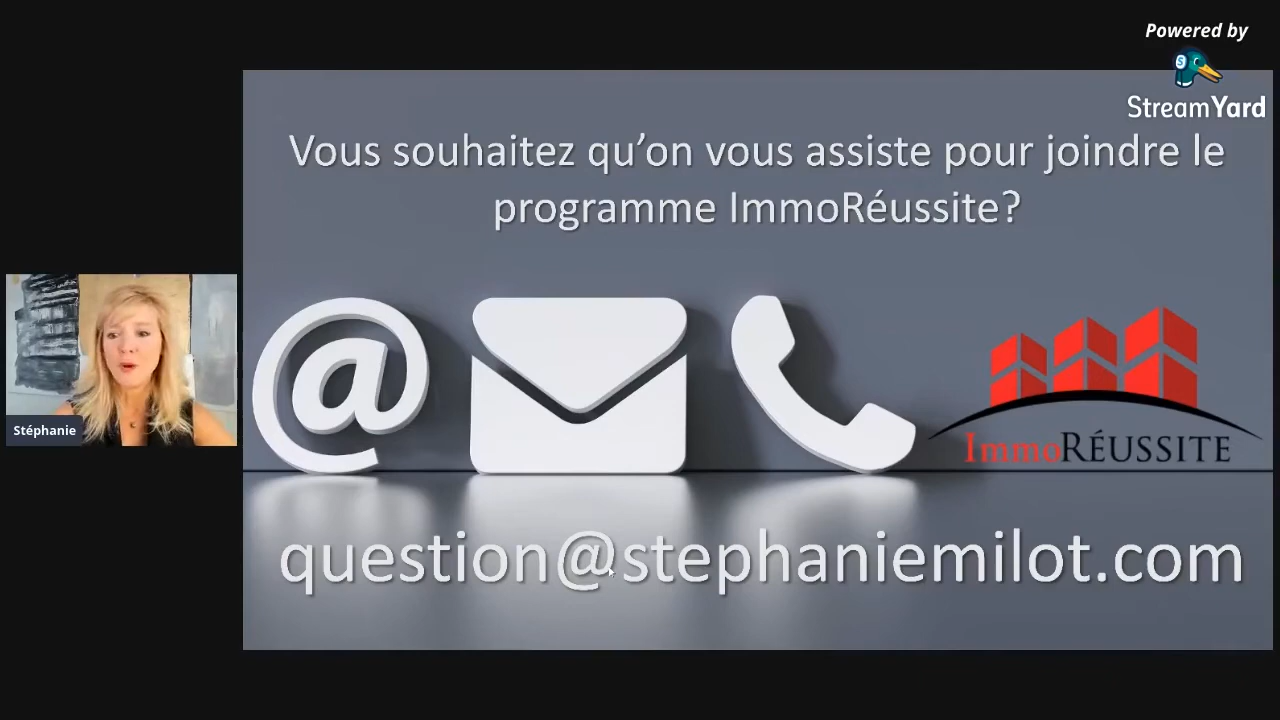 Powered by
StreamYard
Vous souhaitez qu’on vous assiste pour joindre le
programme ImmoRéussite?
Stéphanie
ImmoRÉUSSITE
question@stephaniemilot.com